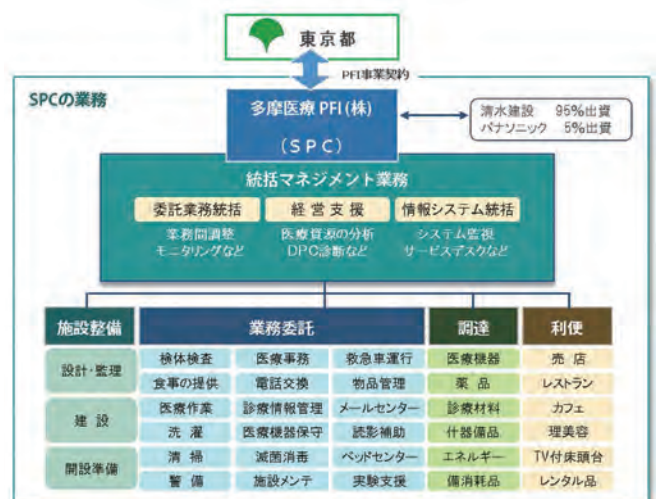 東京都
PFI事業契約
SPCの業務
多摩医療PFI(株)
(SPC)
清水建設 95%出資
パナソニック 5%出資
統括マネジメント業務
委託業務統括 経営支援 情報システム統括
業務間調整 医療資源の分析 システム監視
モニタリングなど DPC診断など サービスデスクなど
施設整備 業務委託 調達 利便
設計・監理
建設
開設準備
検体検査 医療事務 救急車運行 医療機器 売店
食事の提供 電話交換 物品管理 薬品 レストラン
医療作業 診療情報管理 メールセンター 診療材料 カフェ
洗濯 医療機器保守 読影補助 什器備品 理美容
清掃 滅菌消毒 ベッドセンター エネルギー TV付床頭台
警備 施設メンテ 実験支援 備消耗品 レンタル品